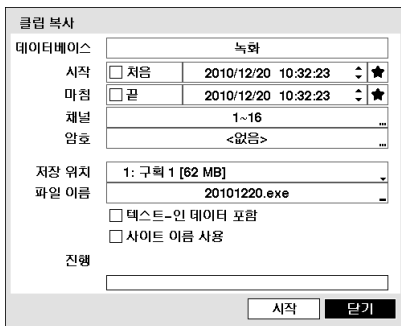 클립 복사
데이터베이스 녹화
시작 처음 2010/12/20 10:32:23
마침 끝 2010/12/20 10:32:23
채널 1~16 ...
암호 <없음> ...
저장 위치 1: 구획 1 [62 MB]
파일 이름 20101220.exe
텍스트-인 데이터 포함
사이트 이름 사용
진행
시작 닫기